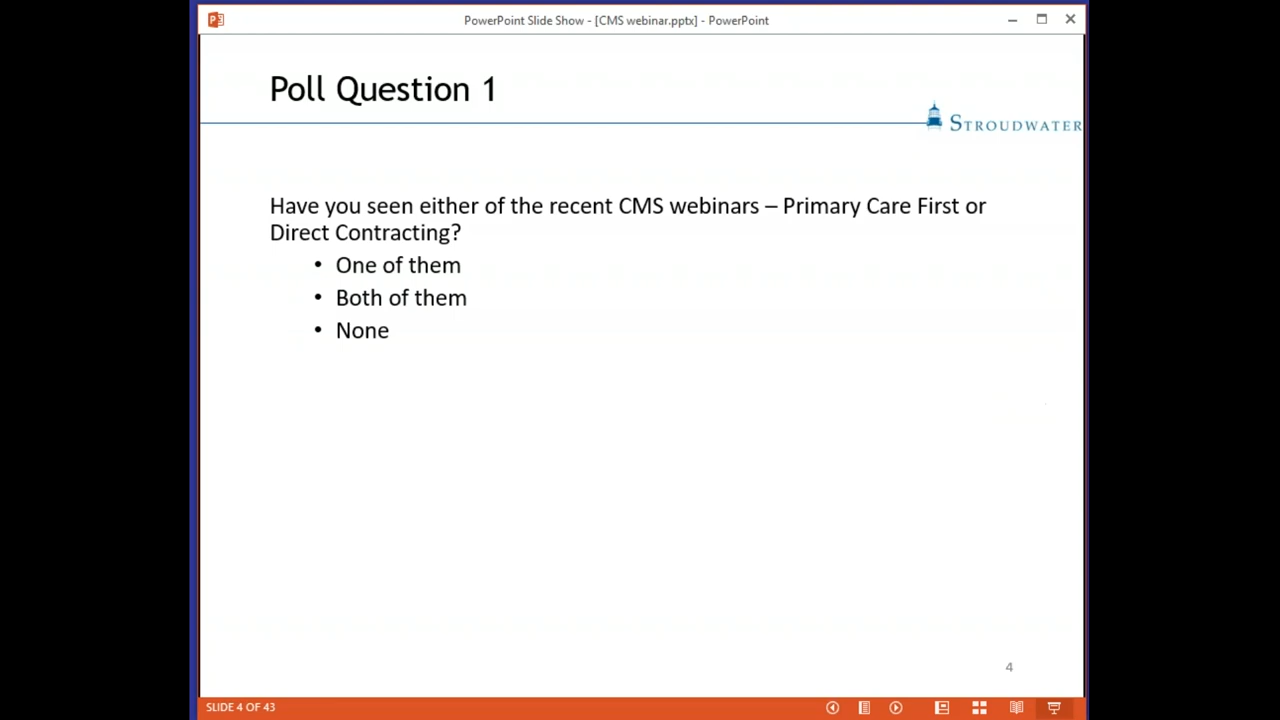 PowerPoint Slide Show - [CMS webinar.pptx] - PowerPoint
Poll Question 1
STROUDWATER
Have you seen either of the recent CMS webinars – Primary Care First or
Direct Contracting?
• One of them
• Both of them
• None
4
SLIDE 4 OF 43